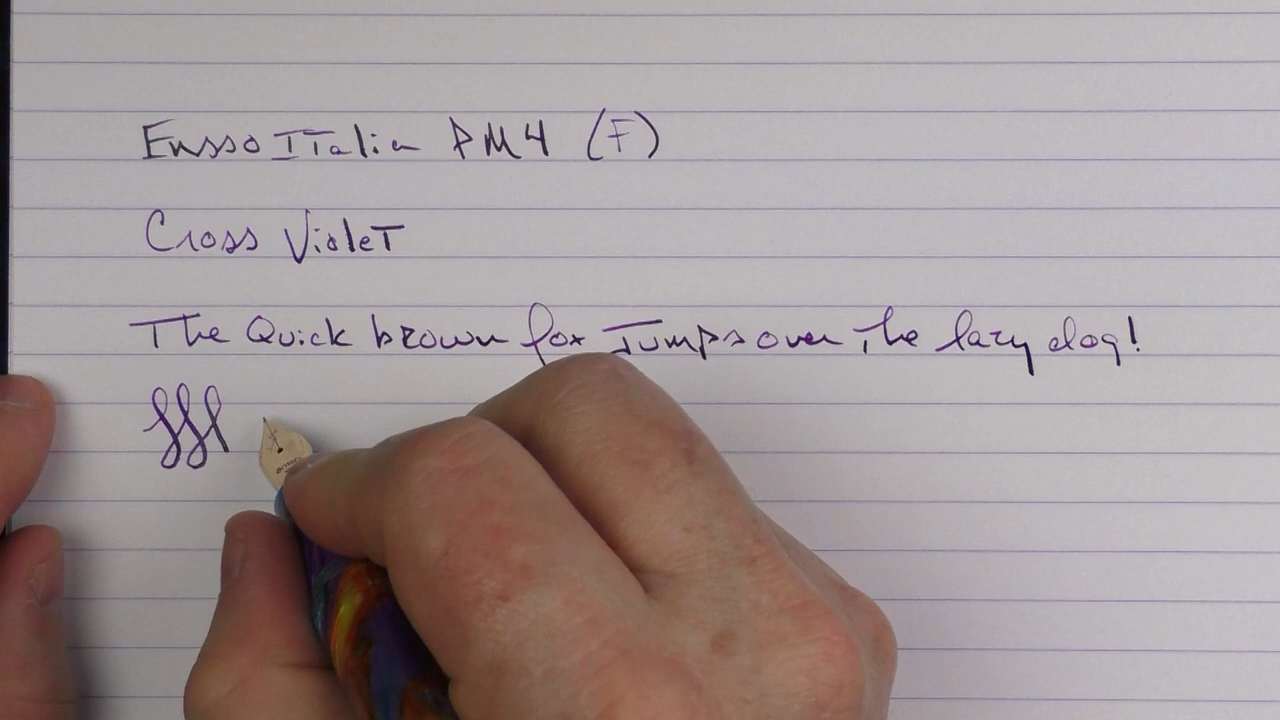 Ensso ITalia PM4 (F)
Cross VioleT
The Quick brown fox Jumps over The lazy dog!